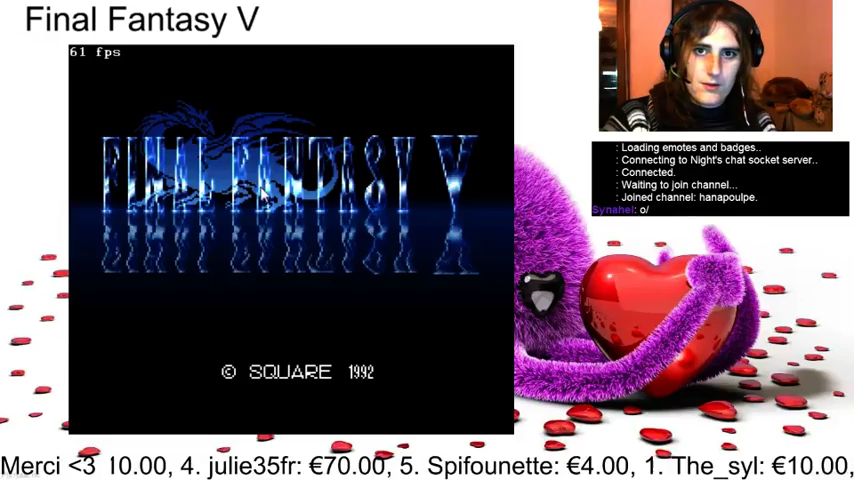 Final Fantasy V
61 fps
FINAL FANTASY V
© SQUARE 1992
: Loading emotes and badges..
: Connecting to Night's chat socket server..
: Connected.
: Waiting to join channel...
: Joined channel: hanapoulpe.
Synahel: o/
Merci <3 10.00, 4. julie35fr: €70.00, 5. Spifounette: €4.00, 1. The_syl: €10.00,